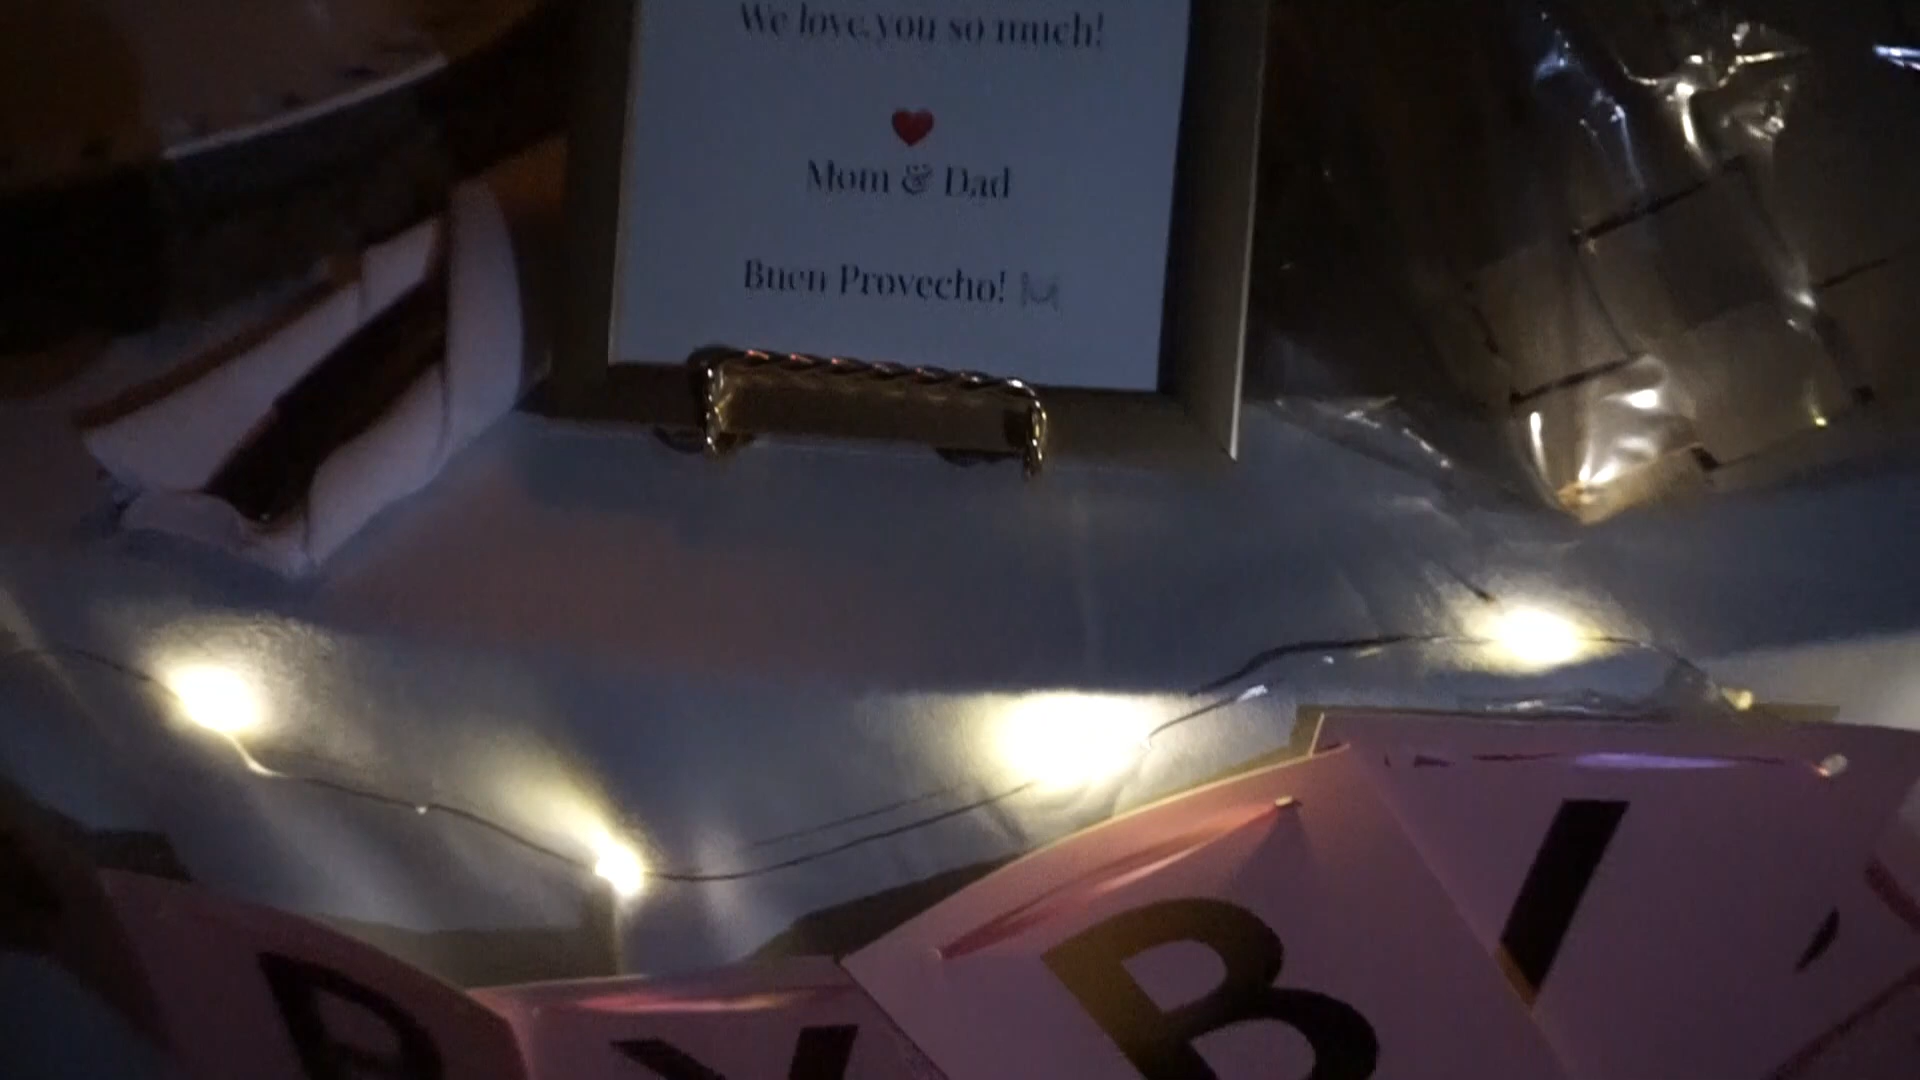 We love you so much!
❤️
Mom & Dad
Buen Provecho! 🍽️
P Y B I